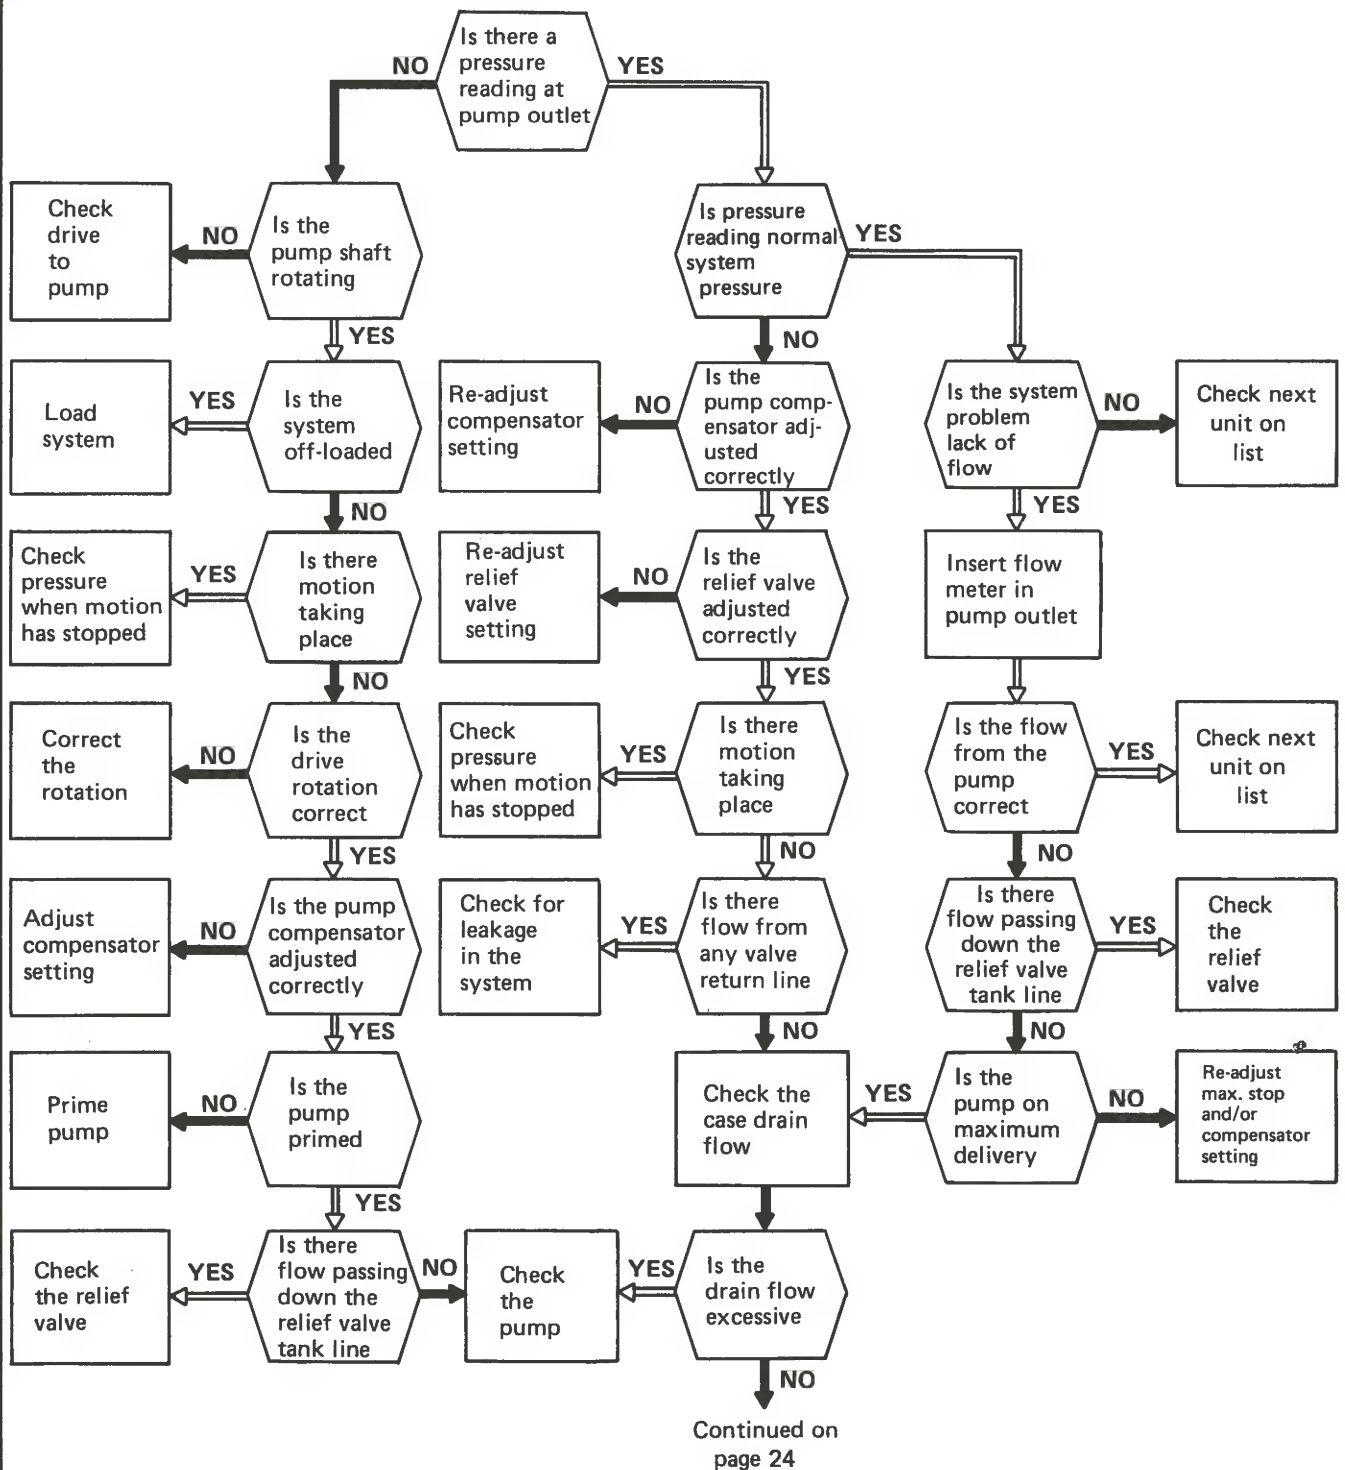 Is there a
pressure
reading at
pump outlet
NO
YES
Check
drive
to
pump
NO
Is the
pump shaft
rotating
YES
Is pressure
reading normal
system
pressure
YES
NO
Load
system
YES
Is the
system
off-loaded
NO
Re-adjust
compensator
setting
NO
Is the
pump comp-
ensator adj-
usted
correctly
YES
Is the system
problem
lack of
flow
NO
YES
Check next
unit on
list
Check
pressure
when motion
has stopped
YES
Is there
motion
taking
place
NO
Re-adjust
relief
valve
setting
NO
Is the
relief valve
adjusted
correctly
YES
Insert flow
meter in
pump outlet
Correct
the
rotation
NO
Is the
drive
rotation
correct
YES
Check
pressure
when motion
has stopped
YES
Is there
motion
taking
place
NO
Is the flow
from the
pump
correct
YES
NO
Check next
unit on
list
Adjust
compensator
setting
NO
Is the pump
compensator
adjusted
correctly
YES
Check for
leakage
in the
system
YES
Is there
flow from
any valve
return line
NO
Is there
flow passing
down the
relief valve
tank line
YES
NO
Check
the
relief
valve
Prime
pump
NO
Is the
pump
primed
YES
Check the
case drain
flow
YES
Is the
pump on
maximum
delivery
NO
Re-adjust
max. stop
and/or
compensator
setting
Check
the relief
valve
YES
Is there
flow passing
down the
relief valve
tank line
NO
Check
the
pump
YES
Is the
drain flow
excessive
NO
Continued on
page 24